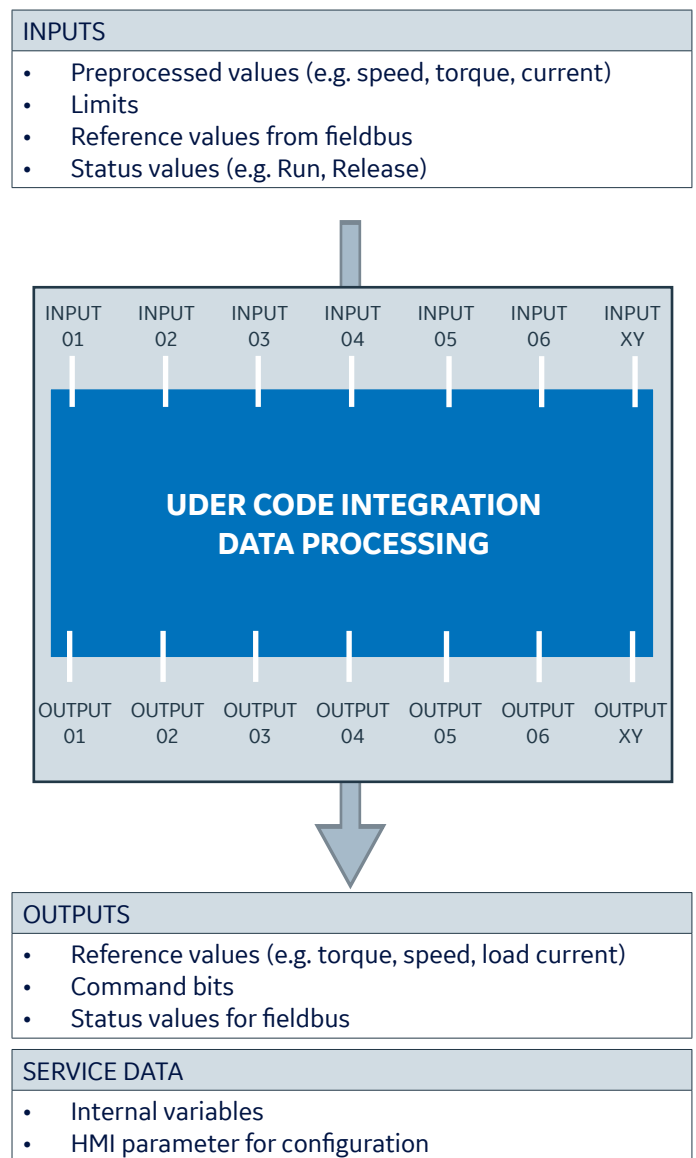 INPUTS
• Preprocessed values (e.g. speed, torque, current)
• Limits
• Reference values from fieldbus
• Status values (e.g. Run, Release)
INPUT INPUT INPUT INPUT INPUT INPUT INPUT
01 02 03 04 05 06 XY
UDER CODE INTEGRATION
DATA PROCESSING
OUTPUT OUTPUT OUTPUT OUTPUT OUTPUT OUTPUT OUTPUT
01 02 03 04 05 06 XY
OUTPUTS
• Reference values (e.g. torque, speed, load current)
• Command bits
• Status values for fieldbus
SERVICE DATA
• Internal variables
• HMI parameter for configuration